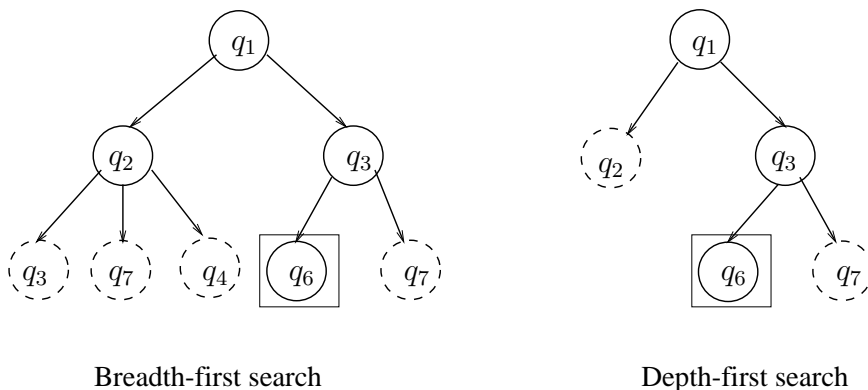 q1 q1
q2 q3 q2 q3
q3 q7 q4 q6 q7 q6 q7
Breadth-first search Depth-first search